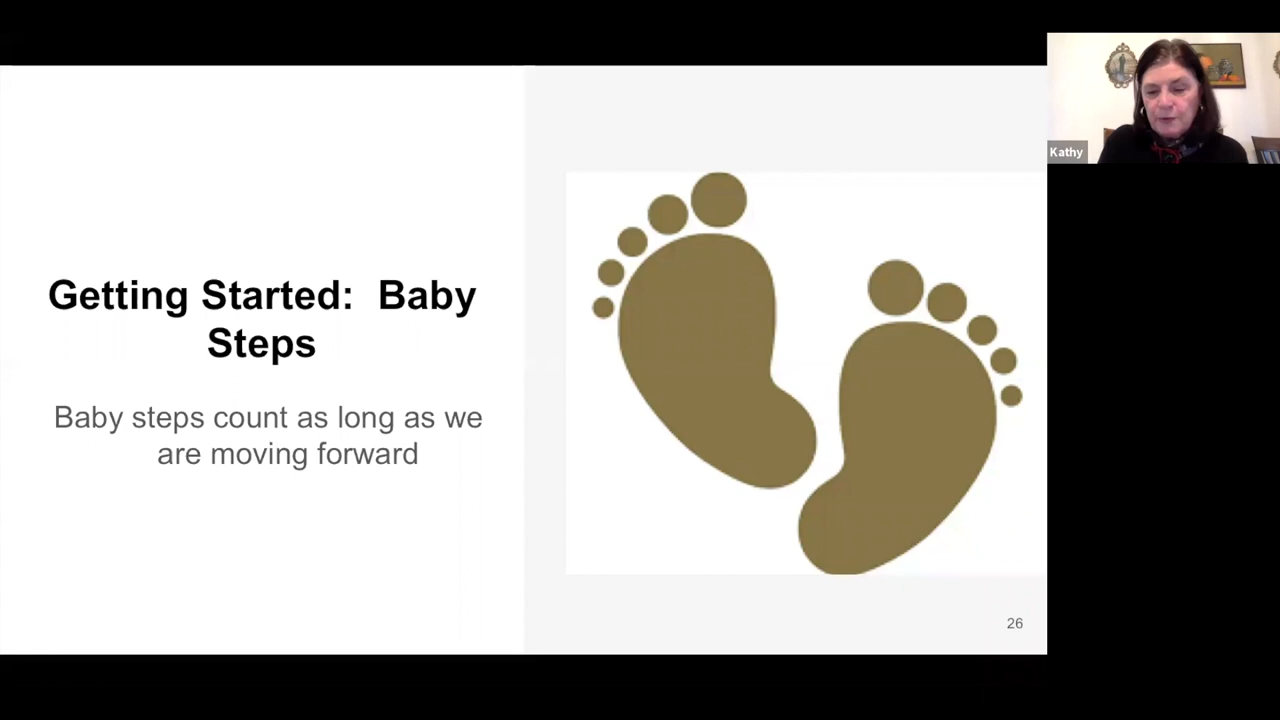 Getting Started:  Baby
Steps
Baby steps count as long as we
are moving forward
26
Kathy